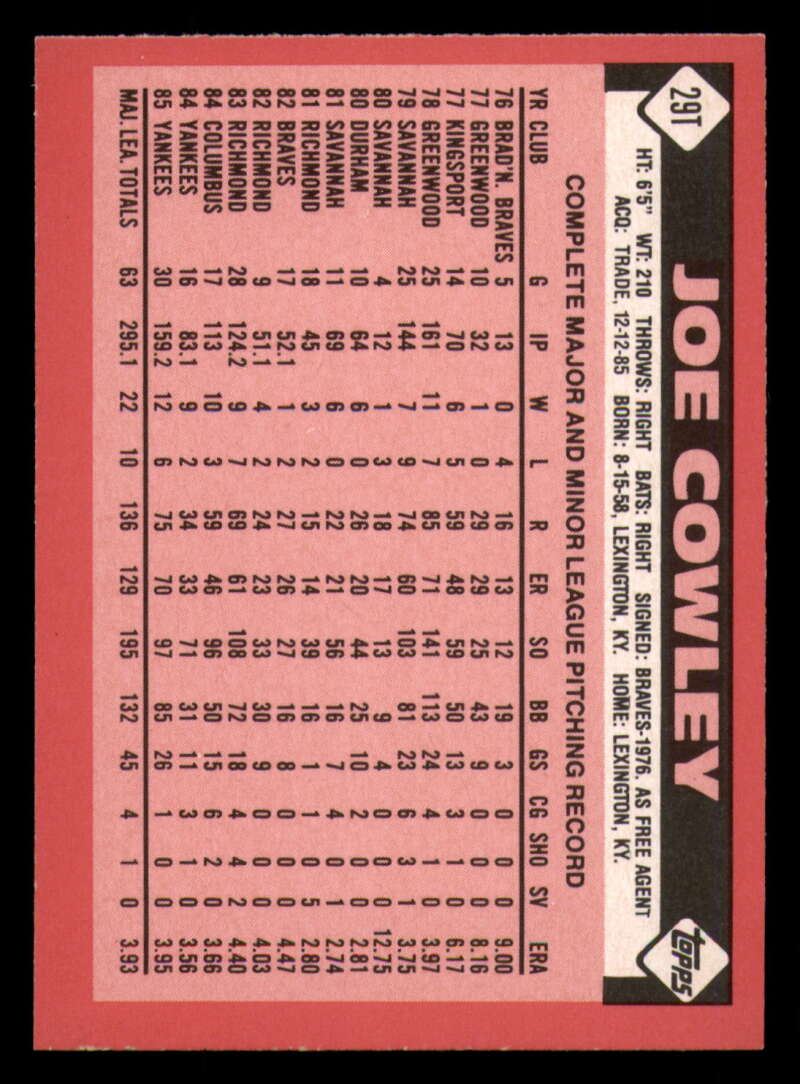 29T
JOE COWLEY
topps
HT: 6'5" WT: 210 THROWS: RIGHT BATS: RIGHT SIGNED: BRAVES-1976. AS FREE AGENT
ACQ: TRADE, 12-12-85 BORN: 8-15-58, LEXINGTON, KY. HOME: LEXINGTON, KY.
COMPLETE MAJOR AND MINOR LEAGUE PITCHING RECORD
YR CLUB G IP W L R ER SO BB GS CG SHO SV ERA
76 BRAD'N. BRAVES 5 13 0 4 16 13 12 19 3 0 0 0 9.00
77 GREENWOOD 10 32 1 0 29 29 25 43 9 0 0 0 8.16
77 KINGSPORT 14 70 6 5 59 48 59 50 13 3 1 0 6.17
78 GREENWOOD 25 161 11 7 85 71 141 113 24 4 1 0 3.97
79 SAVANNAH 25 144 7 9 74 60 103 81 23 6 3 1 3.75
80 SAVANNAH 4 12 1 3 18 17 13 9 4 0 0 0 12.75
80 DURHAM 10 64 6 0 26 20 44 25 10 2 0 0 2.81
81 SAVANNAH 11 69 6 0 22 21 56 16 7 4 0 1 2.74
81 RICHMOND 18 45 3 2 15 14 39 16 1 1 0 5 2.80
82 BRAVES 17 52.1 1 2 27 26 27 16 8 0 0 0 4.47
82 RICHMOND 9 51.1 4 2 24 23 33 30 9 0 0 0 4.03
83 RICHMOND 28 124.2 9 7 69 61 108 72 18 4 4 2 4.40
84 COLUMBUS 17 113 10 3 59 46 96 50 15 6 2 0 3.66
84 YANKEES 16 83.1 9 2 34 33 71 31 11 3 1 0 3.56
85 YANKEES 30 159.2 12 6 75 70 97 85 26 1 0 0 3.95
MAJ. LEA. TOTALS 63 295.1 22 10 136 129 195 132 45 4 1 0 3.93